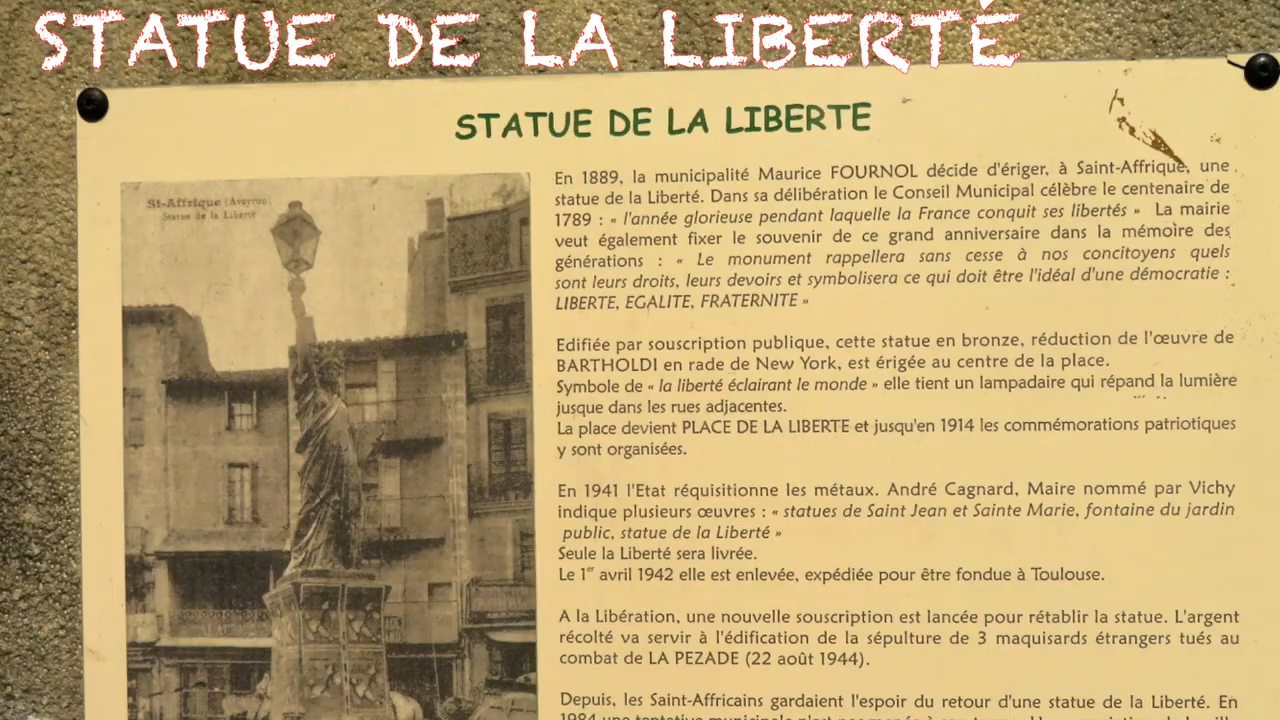 STATUE DE LA LIBERTÉ
STATUE DE LA LIBERTE
St-Affrique (Aveyron)
Statue de la Liberté
En 1889, la municipalité Maurice FOURNOL décide d'ériger, à Saint-Affrique, une
statue de la Liberté. Dans sa délibération le Conseil Municipal célèbre le centenaire de
1789 : « l'année glorieuse pendant laquelle la France conquit ses libertés » La mairie
veut également fixer le souvenir de ce grand anniversaire dans la mémoire des
générations : « Le monument rappellera sans cesse à nos concitoyens quels
sont leurs droits, leurs devoirs et symbolisera ce qui doit être l'idéal d'une démocratie :
LIBERTE, EGALITE, FRATERNITE »
Edifiée par souscription publique, cette statue en bronze, réduction de l'œuvre de
BARTHOLDI en rade de New York, est érigée au centre de la place.
Symbole de « la liberté éclairant le monde » elle tient un lampadaire qui répand la lumière
jusque dans les rues adjacentes.
La place devient PLACE DE LA LIBERTE et jusqu'en 1914 les commémorations patriotiques
y sont organisées.
En 1941 l'Etat réquisitionne les métaux. André Cagnard, Maire nommé par Vichy
indique plusieurs œuvres : « statues de Saint Jean et Sainte Marie, fontaine du jardin
public, statue de la Liberté »
Seule la Liberté sera livrée.
Le 1er avril 1942 elle est enlevée, expédiée pour être fondue à Toulouse.
A la Libération, une nouvelle souscription est lancée pour rétablir la statue. L'argent
récolté va servir à l'édification de la sépulture de 3 maquisards étrangers tués au
combat de LA PEZADE (22 août 1944).
Depuis, les Saint-Affricains gardaient l'espoir du retour d'une statue de la Liberté. En
1984 une tentative municipale n'est pas menée à